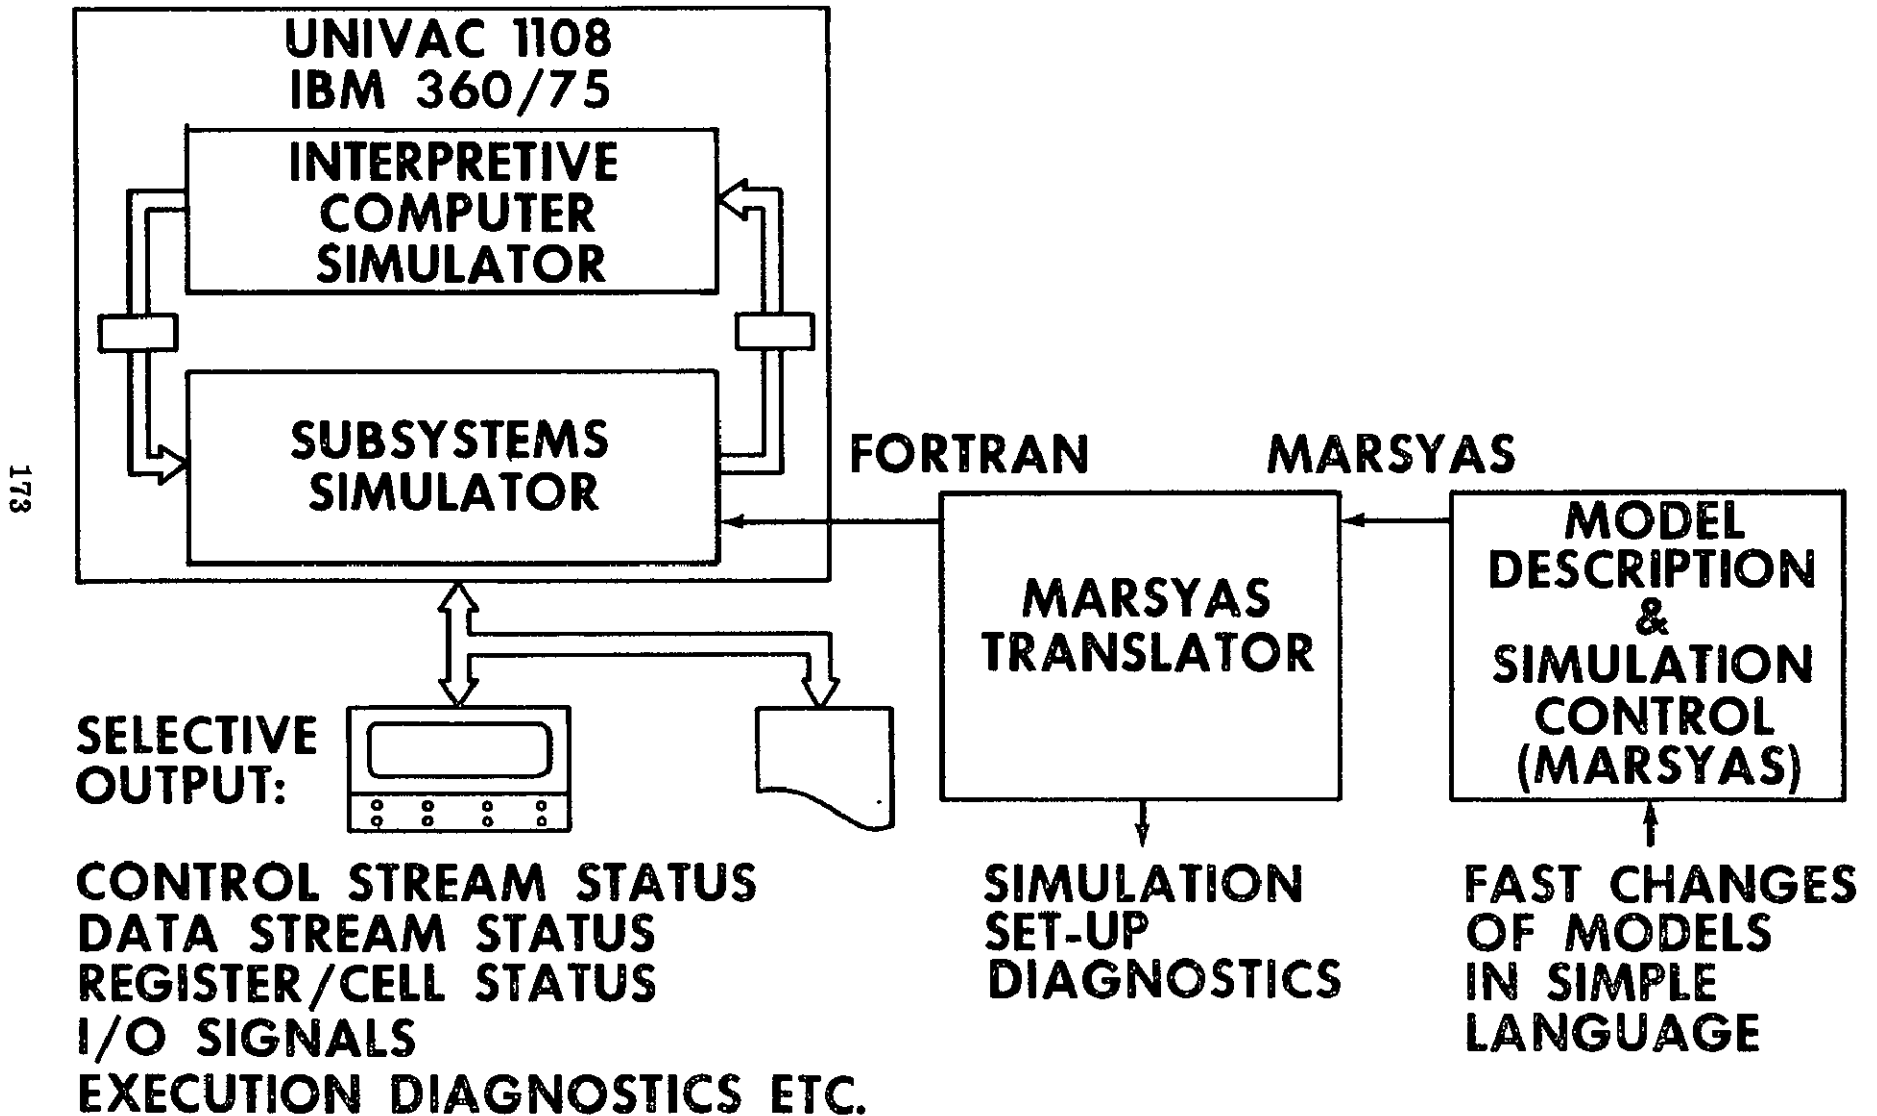 UNIVAC 1108
IBM 360/75
INTERPRETIVE
COMPUTER
SIMULATOR
SUBSYSTEMS
SIMULATOR
FORTRAN
MARSYAS
MARSYAS
TRANSLATOR
MODEL
DESCRIPTION
&
SIMULATION
CONTROL
(MARSYAS)
SELECTIVE
OUTPUT:
CONTROL STREAM STATUS
DATA STREAM STATUS
REGISTER/CELL STATUS
I/O SIGNALS
EXECUTION DIAGNOSTICS ETC.
SIMULATION
SET-UP
DIAGNOSTICS
FAST CHANGES
OF MODELS
IN SIMPLE
LANGUAGE
173